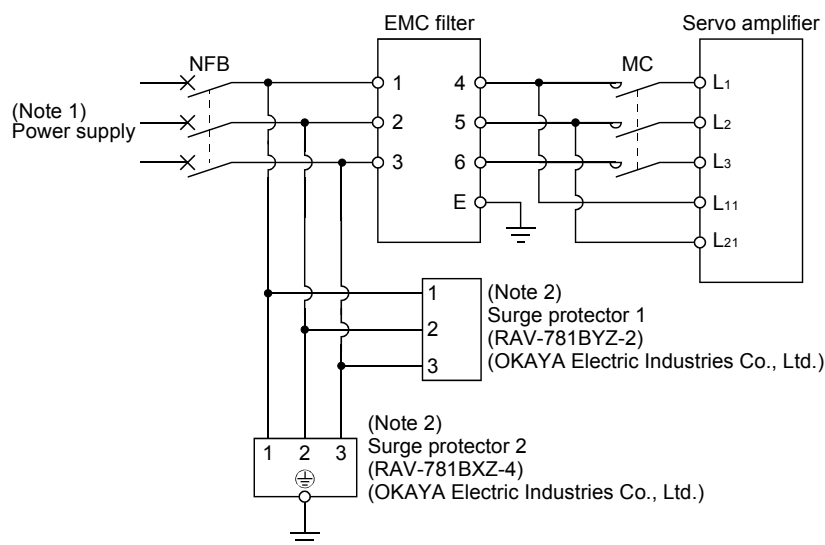 EMC filter
Servo amplifier
NFB
MC
(Note 1)
Power supply
1
4
L1
2
5
L2
3
6
L3
E
L11
L21
1
2
3
(Note 2)
Surge protector 1
(RAV-781BYZ-2)
(OKAYA Electric Industries Co., Ltd.)
1 2 3
(Note 2)
Surge protector 2
(RAV-781BXZ-4)
(OKAYA Electric Industries Co., Ltd.)